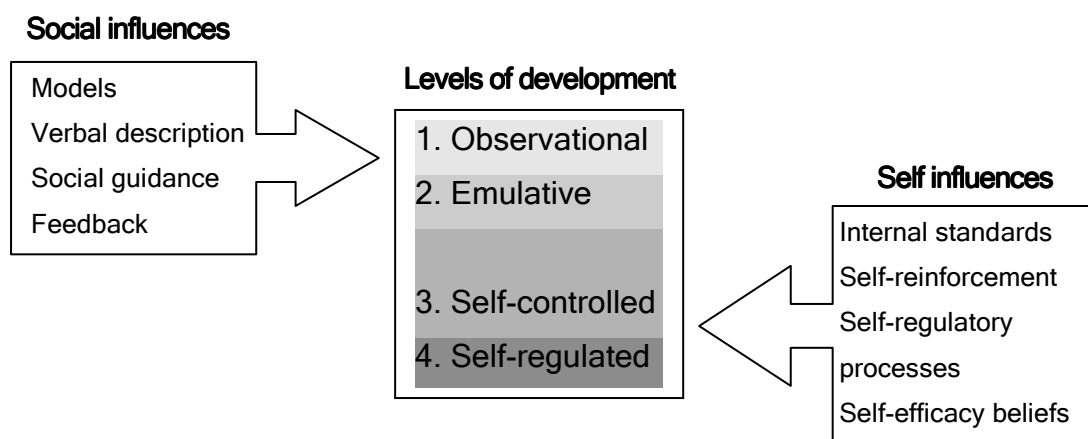 Social influences
Models
Verbal description
Social guidance
Feedback
Levels of development
1. Observational
2. Emulative
3. Self-controlled
4. Self-regulated
Self influences
Internal standards
Self-reinforcement
Self-regulatory
processes
Self-efficacy beliefs